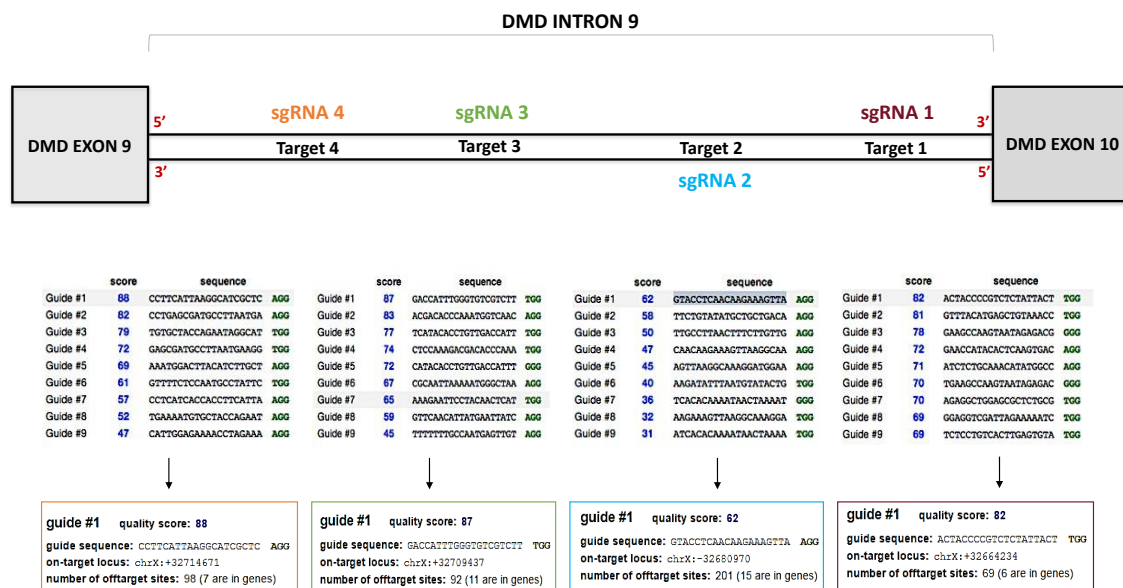 DMD INTRON 9
sgRNA 4 sgRNA 3 sgRNA 1
5’ 3’
DMD EXON 9 Target 4 Target 3 Target 2 Target 1 DMD EXON 10
3’ 5’
sgRNA 2
score sequence
Guide #1 88 CCTTCATTAAGGCATCGCTC AGG
Guide #2 82 CCTGAGCGATGCCTTAATGA AGG
Guide #3 79 TGTGCTACCAGAATAGGCAT TGG
Guide #4 72 GAGCGATGCCTTAATGAAGG TGG
Guide #5 69 AAATGGACTTACATCTTGCT AGG
Guide #6 61 GTTTTCTCCAATGCCTATTC TGG
Guide #7 57 CCTCATCACCACCTTCATTA AGG
Guide #8 52 TGAAAATGTGCTACCAGAAT AGG
Guide #9 47 CATTGGAGAAAACCTAGAAA AGG
score sequence
Guide #1 87 GACCATTTGGGTGTCGTCTT TGG
Guide #2 83 ACGACACCCAAATGGTCAAC AGG
Guide #3 77 TCATACACCTGTTGACCATT TGG
Guide #4 74 CTCCAAAGACGACACCCAAA TGG
Guide #5 72 CATACACCTGTTGACCATTT GGG
Guide #6 67 CGCAATTAAAAATGGGCTAA AGG
Guide #7 65 AAAGAATTCCTACAACTCAT TGG
Guide #8 59 GTTCAACATTATGAATTATC AGG
Guide #9 45 TTTTTTTGCCAATGAGTTGT AGG
score sequence
Guide #1 62 GTACCTCAACAAGAAAGTTA AGG
Guide #2 58 TTCTGTATATGCTGCTGACA AGG
Guide #3 50 TTGCCTTAACTTTCTTGTTG AGG
Guide #4 47 CAACAAGAAAGTTAAGGCAA AGG
Guide #5 45 AGTTAAGGCAAAGGATGGAA AGG
Guide #6 40 AAGATATTTAATGTATACTG TGG
Guide #7 36 TCACACAAAATAACTAAAAT GGG
Guide #8 32 AAGAAAGTTAAGGCAAAGGA TGG
Guide #9 31 ATCACACAAAATAACTAAAA TGG
score sequence
Guide #1 82 ACTACCCCGTCTCTATTACT TGG
Guide #2 81 GTTTACATGAGCTGTAAACC TGG
Guide #3 78 GAAGCCAAGTAATAGAGACG GGG
Guide #4 72 GAACCATACACTCAAGTGAC AGG
Guide #5 71 ATCTCTGCAAACATATGCCC AGG
Guide #6 70 TGAAGCCAAGTAATAGAGAC GGG
Guide #7 70 AGAGGCTGGAGCGCTCTGCG AGG
Guide #8 69 GGAGGTCGATTAGAAAAATC TGG
Guide #9 69 TCTCCTGTCACTTGAGTGTA TGG
guide #1 quality score: 88
guide sequence: CCTTCATTAAGGCATCGCTC AGG
on-target locus: chrX:+32714671
number of offtarget sites: 98 (7 are in genes)
guide #1 quality score: 87
guide sequence: GACCATTTGGGTGTCGTCTT TGG
on-target locus: chrX:+32709437
number of offtarget sites: 92 (11 are in genes)
guide #1 quality score: 62
guide sequence: GTACCTCAACAAGAAAGTTA AGG
on-target locus: chrX:-32680970
number of offtarget sites: 201 (15 are in genes)
guide #1 quality score: 82
guide sequence: ACTACCCCGTCTCTATTACT TGG
on-target locus: chrX:+32664234
number of offtarget sites: 69 (6 are in genes)